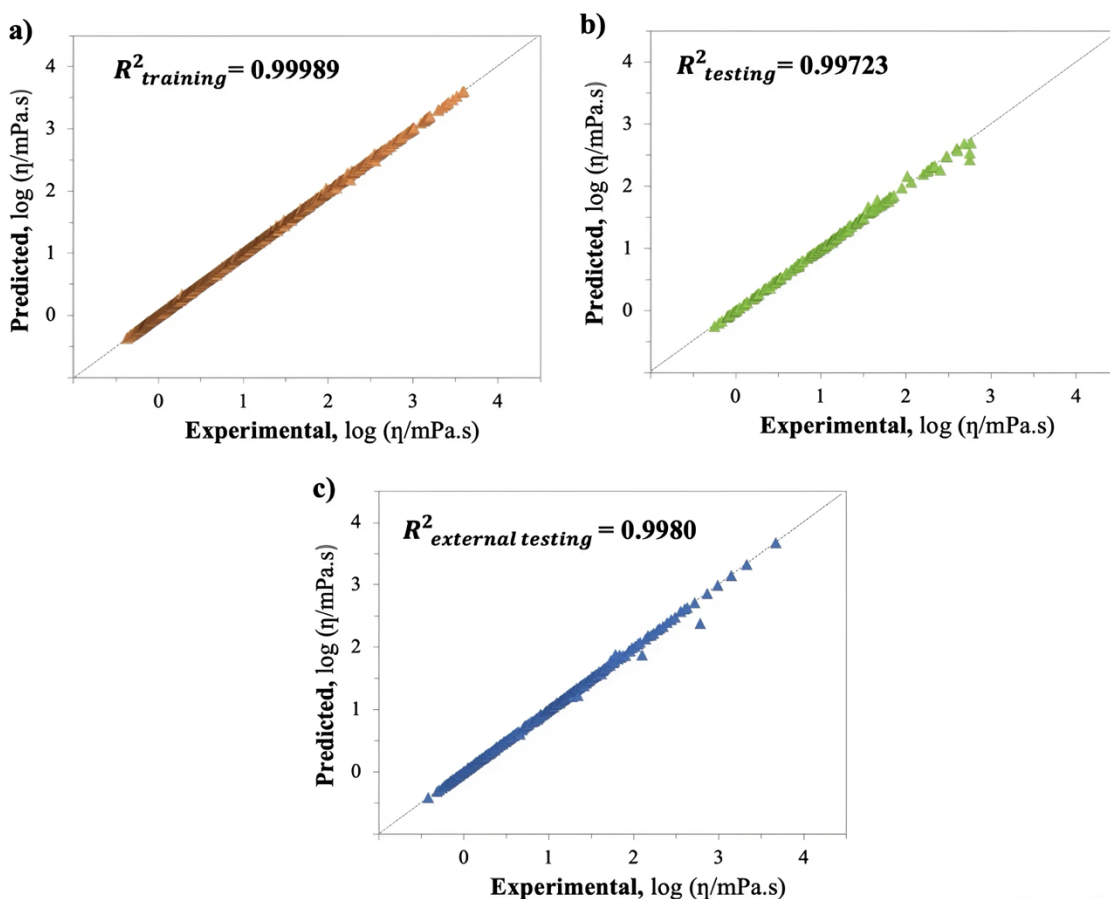 a)
R²training= 0.99989
4
3
2
1
0
0 1 2 3 4
Predicted, log (η/mPa.s)
Experimental, log (η/mPa.s)
b)
R²testing= 0.99723
4
3
2
1
0
0 1 2 3 4
Predicted, log (η/mPa.s)
Experimental, log (η/mPa.s)
c)
R²external testing = 0.9980
4
3
2
1
0
0 1 2 3 4
Predicted, log (η/mPa.s)
Experimental, log (η/mPa.s)